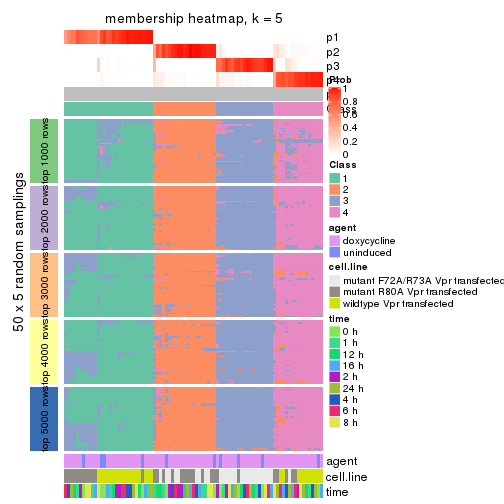 membership heatmap, k = 5
p1
p2
p3
p4
Prob
1
0.8
0.6
0.4
0.2
0
Class
Class
1
2
3
4
agent
doxycycline
uninduced
cell.line
mutant F72A/R73A Vpr transfected
mutant R80A Vpr transfected
wildtype Vpr transfected
time
0 h
1 h
12 h
16 h
2 h
24 h
4 h
6 h
8 h
50 x 5 random samplings
top 1000 rows
top 2000 rows
top 3000 rows
top 4000 rows
top 5000 rows
agent
cell.line
time